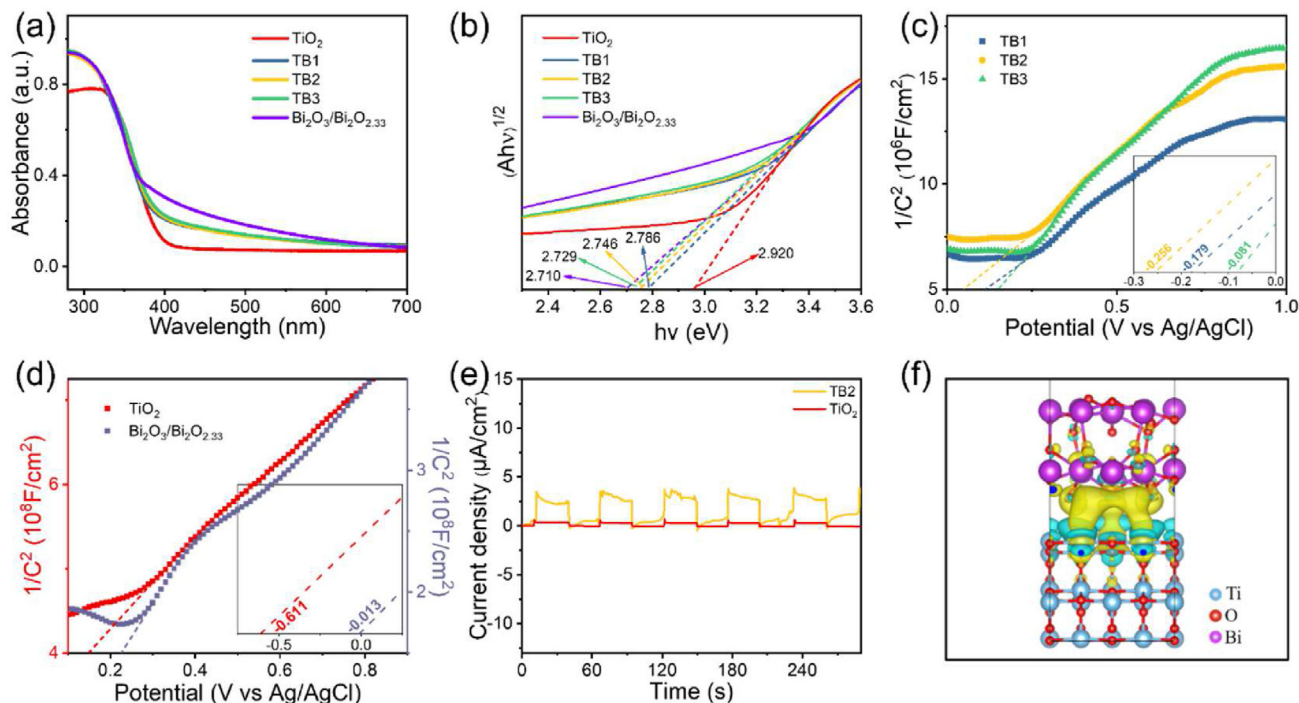 (a)
TiO2
TB1
TB2
TB3
Bi2O3/Bi2O2.33
Absorbance (a.u.)
0.8
0.4
0.0
300 400 500 600 700
Wavelength (nm)
(b)
TiO2
TB1
TB2
TB3
Bi2O3/Bi2O2.33
(Ahν)1/2
2.786
2.746
2.729
2.710
2.920
2.4 2.7 3.0 3.3 3.6
hν (eV)
(c)
TB1
TB2
TB3
1/C2 (106F/cm2)
15
10
5
-0.256
-0.179
-0.081
-0.3 -0.2 -0.1 0.0
0.0 0.5 1.0
Potential (V vs Ag/AgCl)
(d)
TiO2
Bi2O3/Bi2O2.33
1/C2 (108F/cm2)
6
4
-0.611
-0.013
-0.5 0.0
3
2
1/C2 (108F/cm2)
0.2 0.4 0.6 0.8
Potential (V vs Ag/AgCl)
(e)
TB2
TiO2
Current density (μA/cm2)
15
10
5
0
-5
-10
0 60 120 180 240
Time (s)
(f)
Ti
O
Bi